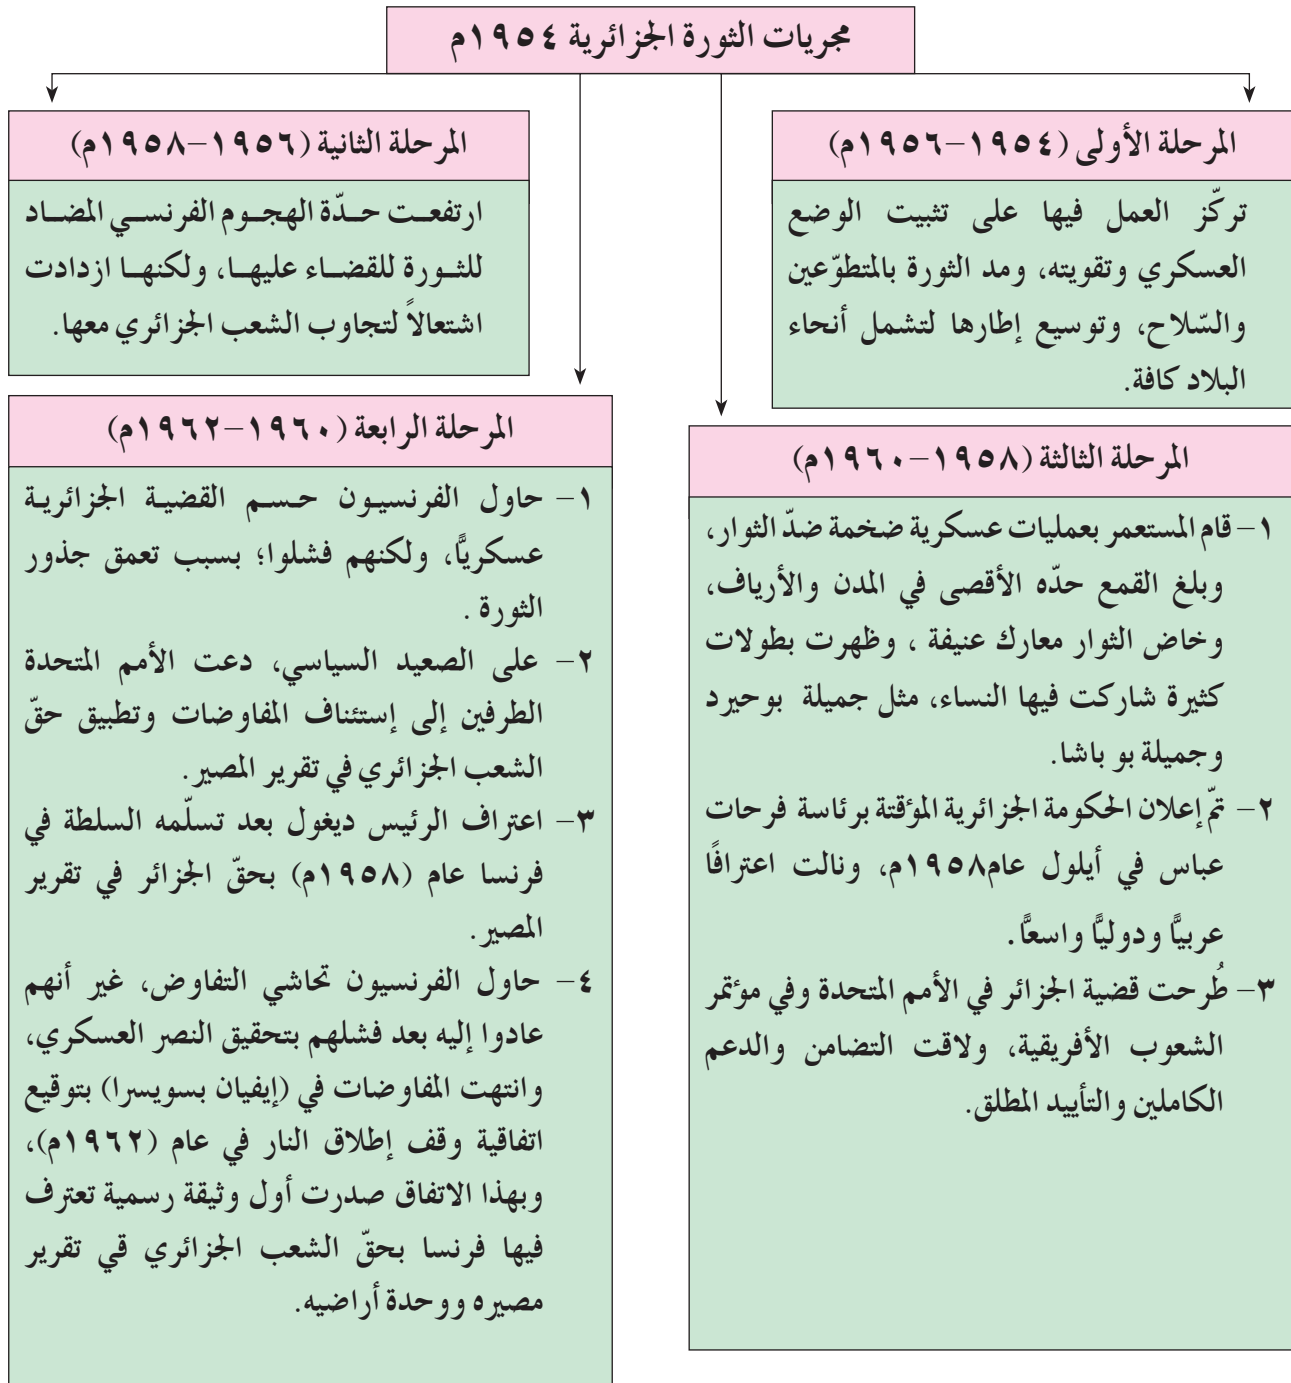 مجريات الثورة الجزائرية ١٩٥٤م
المرحلة الأولى (١٩٥٤-١٩٥٦م)
تركّز العمل فيها على تثبيت الوضع
العسكري وتقويته، ومد الثورة بالمتطوّعين
والسّلاح، وتوسيع إطارها لتشمل أنحاء
البلاد كافة.
المرحلة الثانية (١٩٥٦-١٩٥٨م)
ارتفعت حدّة الهجوم الفرنسي المضاد
للثورة للقضاء عليها، ولكنها ازدادت
اشتعالاً لتجاوب الشعب الجزائري معها.
المرحلة الثالثة (١٩٥٨-١٩٦٠م)
١- قام المستعمر بعمليات عسكرية ضخمة ضدّ الثوار،
وبلغ القمع حدّه الأقصى في المدن والأرياف،
وخاض الثوار معارك عنيفة ، وظهرت بطولات
كثيرة شاركت فيها النساء، مثل جميلة بوحيرد
وجميلة بو باشا.
٢- تمّ إعلان الحكومة الجزائرية المؤقتة برئاسة فرحات
عباس في أيلول عام١٩٥٨م، ونالت اعترافًا
عربيًّا ودوليًّا واسعًّا.
٣- طُرحت قضية الجزائر في الأمم المتحدة وفي مؤتمر
الشعوب الأفريقية، ولاقت التضامن والدعم
الكاملين والتأييد المطلق.
المرحلة الرابعة (١٩٦٠-١٩٦٢م)
١- حاول الفرنسيون حسم القضية الجزائرية
عسكريًّا، ولكنهم فشلوا؛ بسبب تعمق جذور
الثورة .
٢- على الصعيد السياسي، دعت الأمم المتحدة
الطرفين إلى إستئناف المفاوضات وتطبيق حقّ
الشعب الجزائري في تقرير المصير.
٣- اعتراف الرئيس ديغول بعد تسلّمه السلطة في
فرنسا عام (١٩٥٨م) بحقّ الجزائر في تقرير
المصير.
٤- حاول الفرنسيون تحاشي التفاوض، غير أنهم
عادوا إليه بعد فشلهم بتحقيق النصر العسكري،
وانتهت المفاوضات في (إيفيان بسويسرا) بتوقيع
اتفاقية وقف إطلاق النار في عام (١٩٦٢م)،
وبهذا الاتفاق صدرت أول وثيقة رسمية تعترف
فيها فرنسا بحقّ الشعب الجزائري قي تقرير
مصيره ووحدة أراضيه.